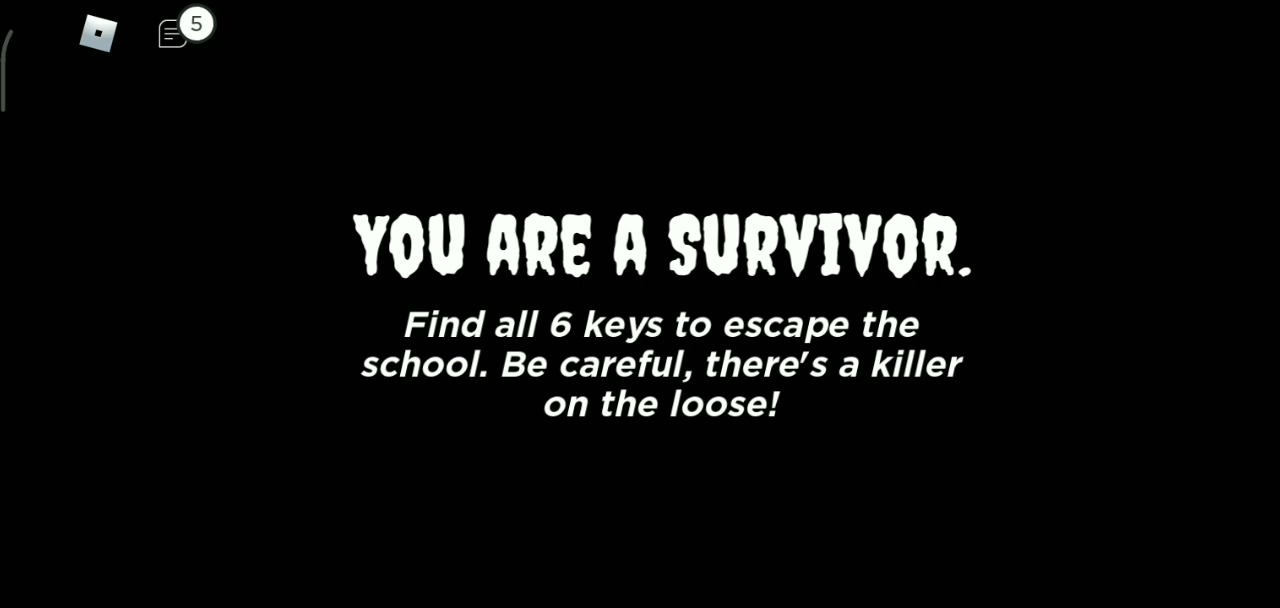 5
YOU ARE A SURVIVOR.
Find all 6 keys to escape the
school. Be careful, there's a killer
on the loose!